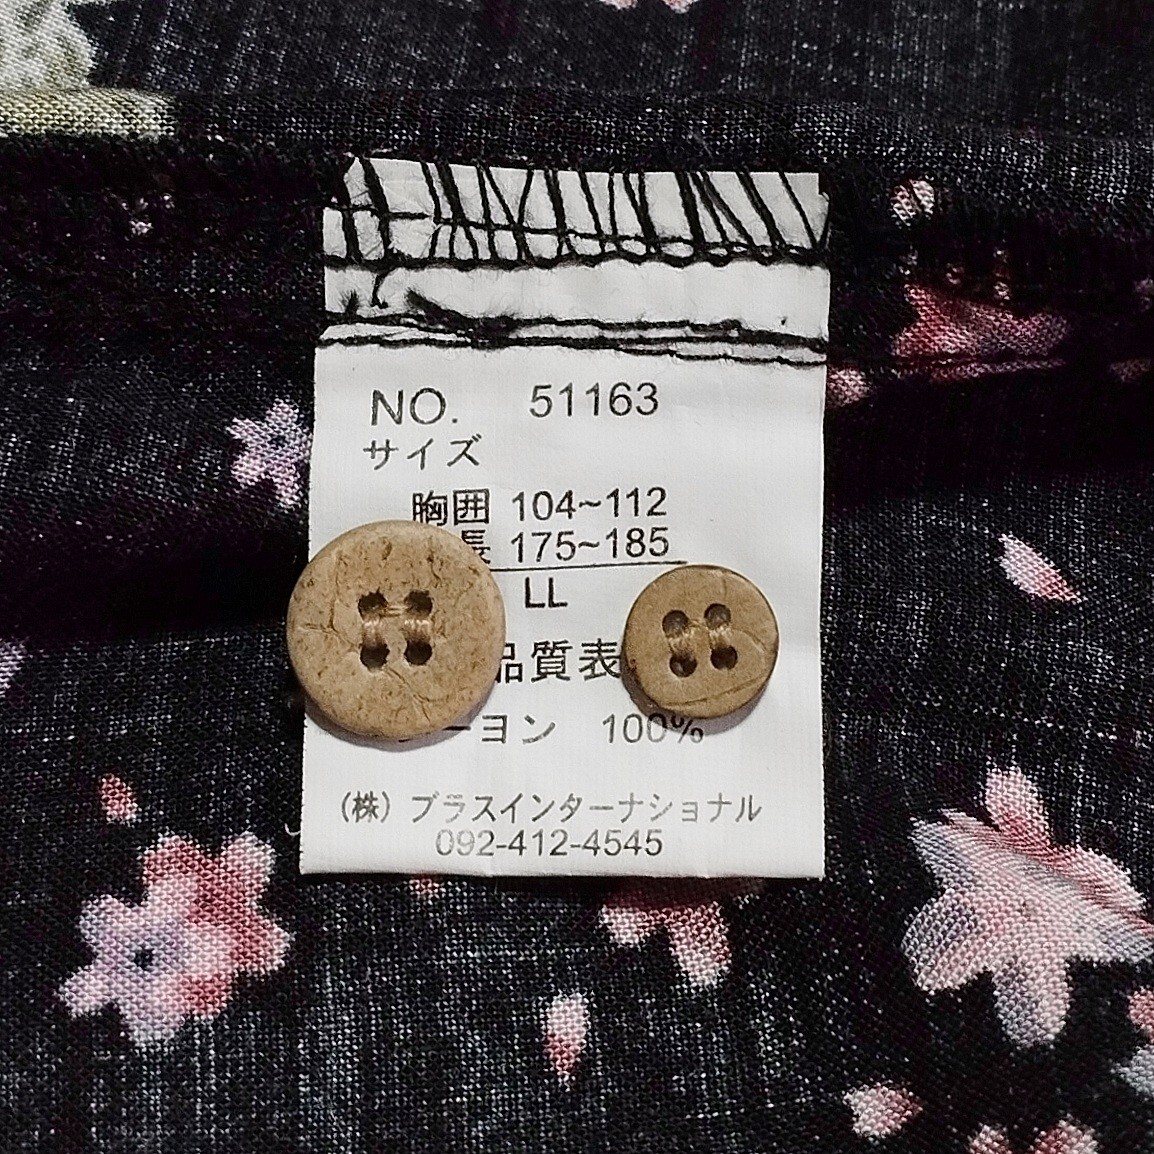 NO. 51163
サイズ
胸囲 104~112
長 175~185
LL
品質表
ーヨン 100%
(株) ブラスインターナショナル
092-412-4545